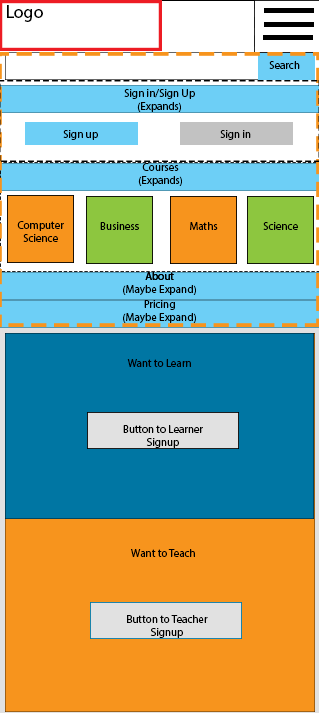 Logo
Search
Sign in/Sign Up
(Expands)
Sign up
Sign in
Courses
(Expands)
Computer
Science
Business
Maths
Science
About
(Maybe Expand)
Pricing
(Maybe Expand)
Want to Learn
Button to Learner
Signup
Want to Teach
Button to Teacher
Signup